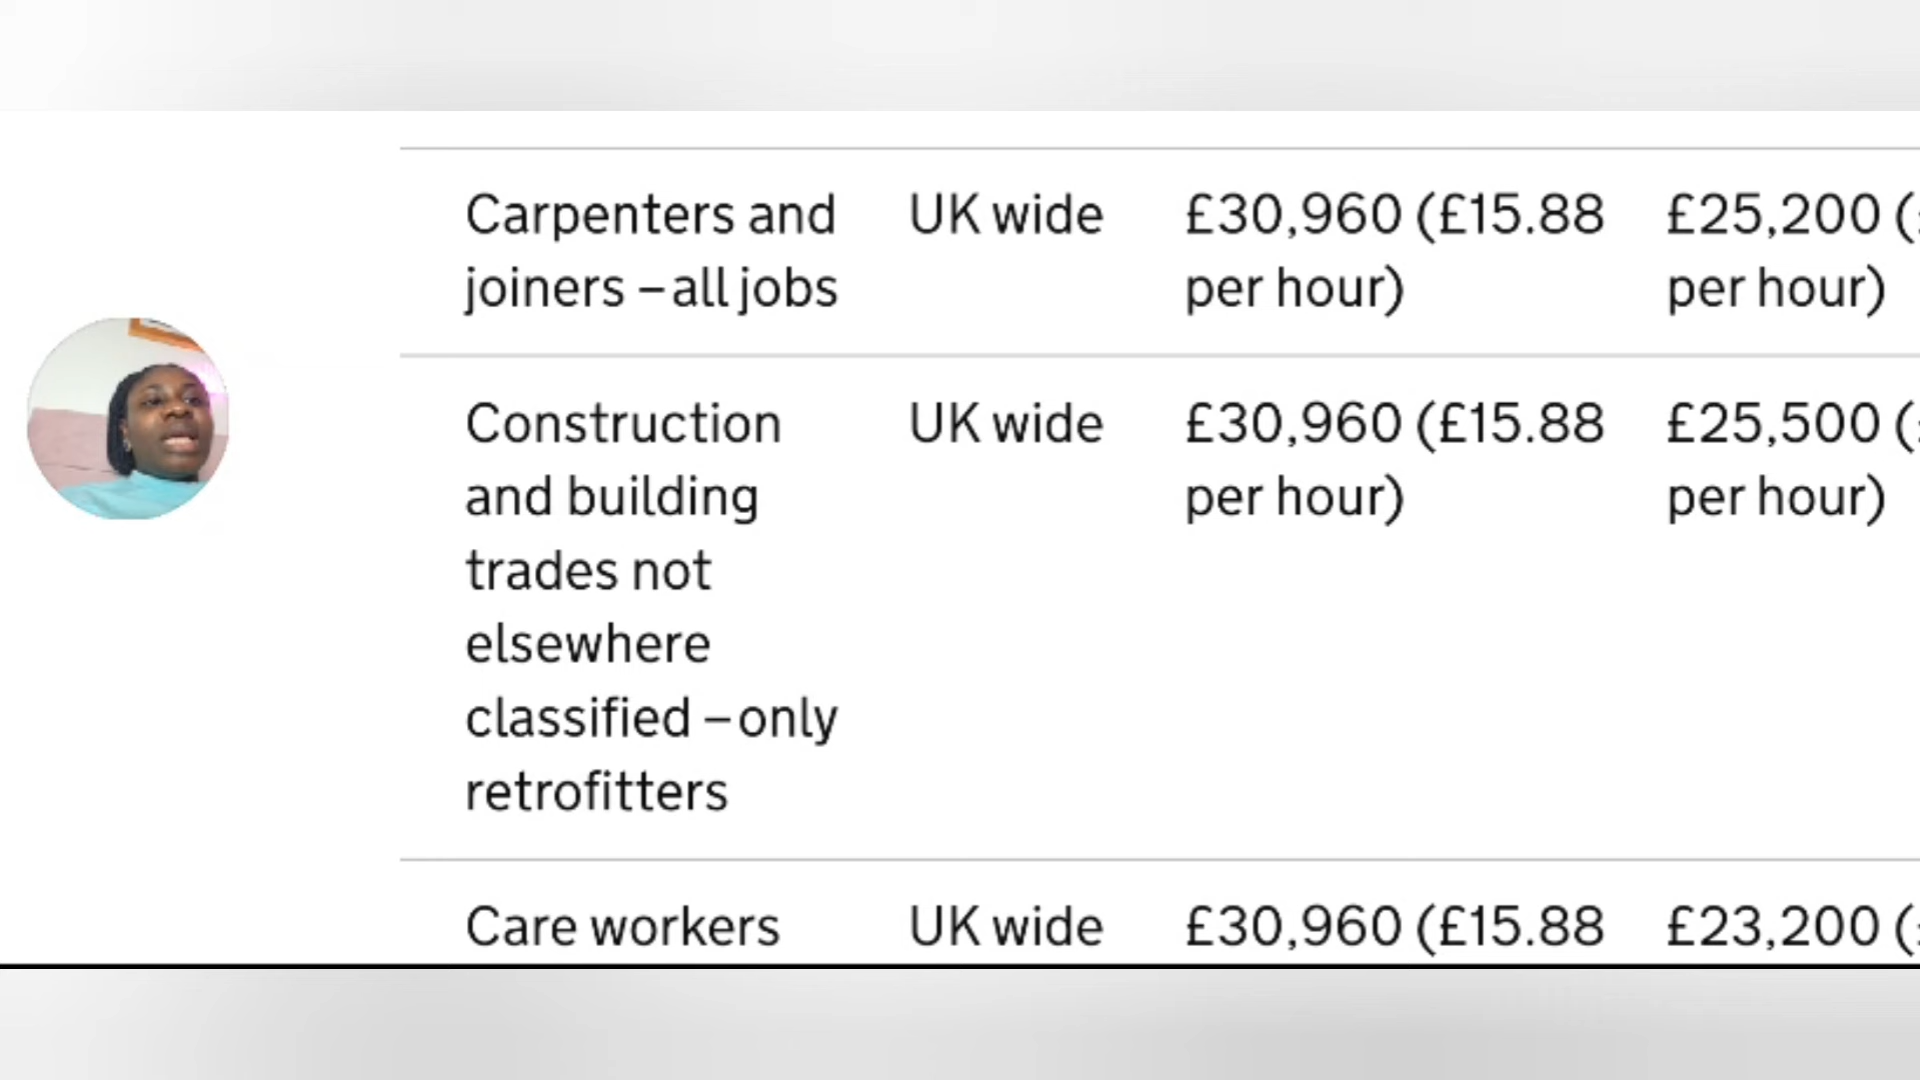 Carpenters and UK wide £30,960 (£15.88 £25,200 (
joiners – all jobs per hour) per hour)
Construction UK wide £30,960 (£15.88 £25,500 (
and building per hour) per hour)
trades not
elsewhere
classified – only
retrofitters
Care workers UK wide £30,960 (£15.88 £23,200 (